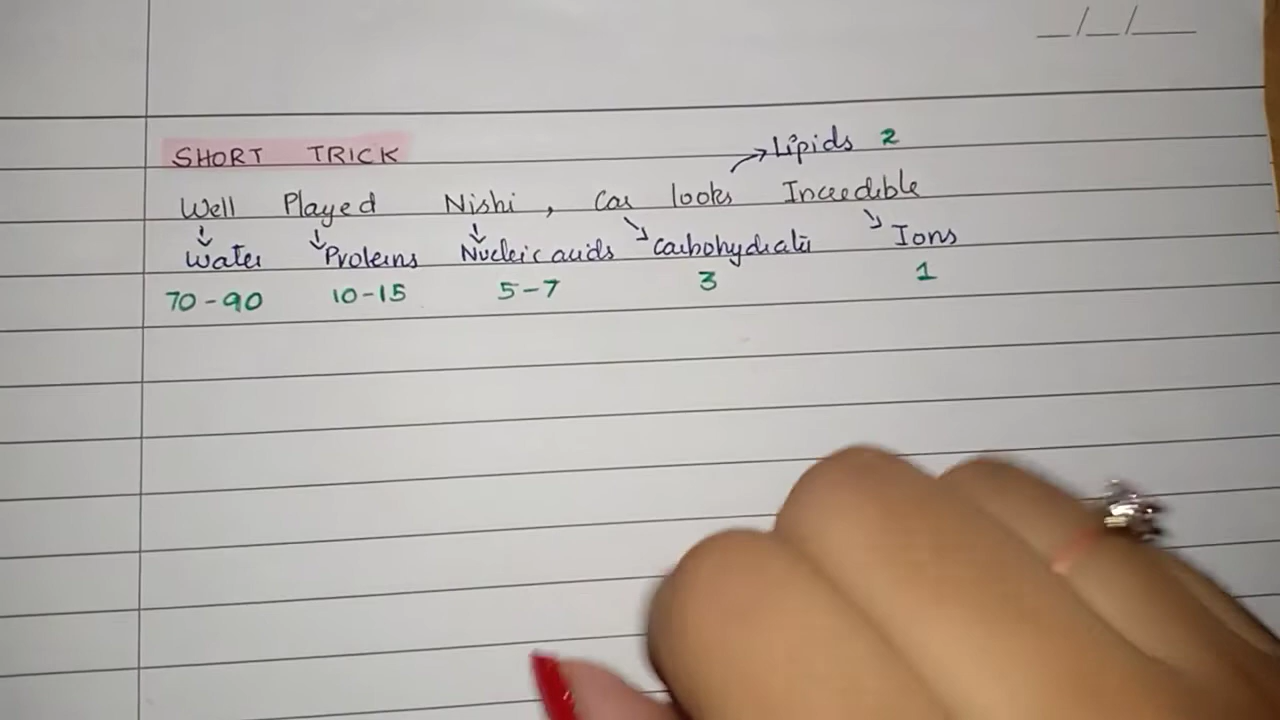 __/__/___
SHORT TRICK
→Lipids 2
Well Played Nishi, Car looks Incredible
↓ Water ↓ Proteins ↓ Nucleic acids ↘ Carbohydrate ↘ Ions
70-90 10-15 5-7 3 1